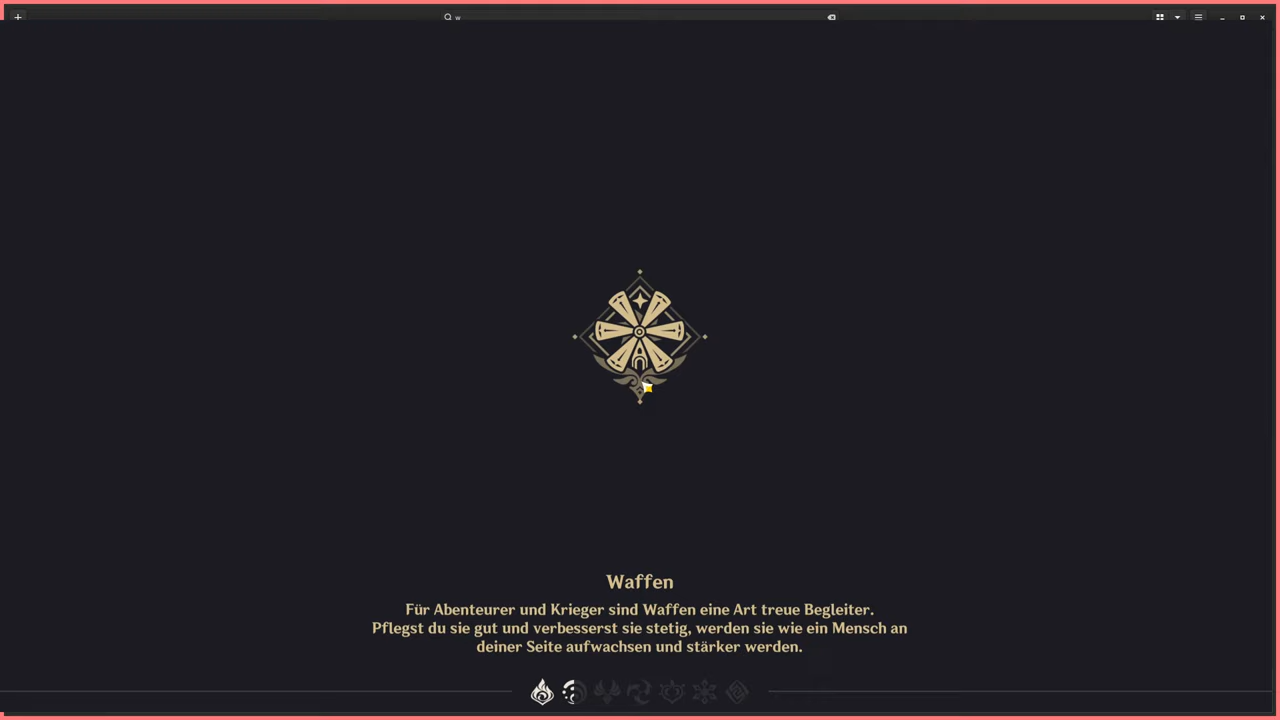 w
Waffen
Für Abenteurer und Krieger sind Waffen eine Art treue Begleiter.
Pflegst du sie gut und verbesserst sie stetig, werden sie wie ein Mensch an
deiner Seite aufwachsen und stärker werden.